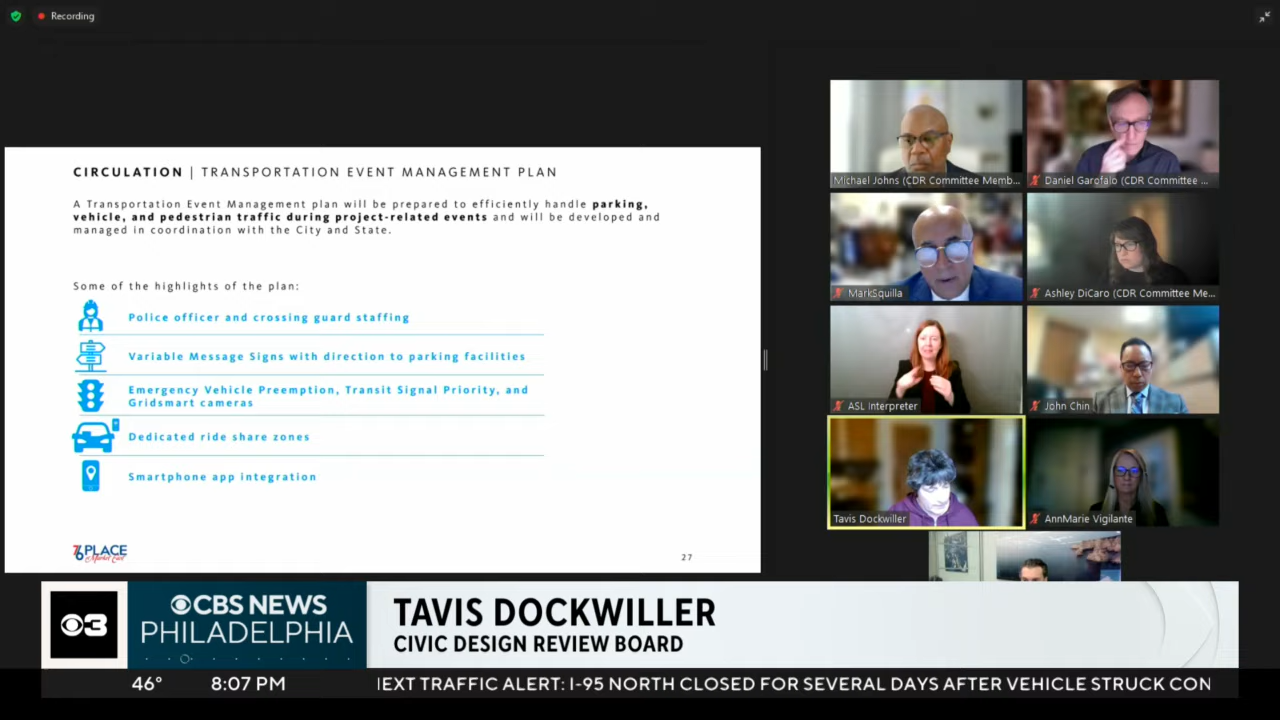 Recording
CIRCULATION | TRANSPORTATION EVENT MANAGEMENT PLAN
A Transportation Event Management plan will be prepared to efficiently handle parking,
vehicle, and pedestrian traffic during project-related events and will be developed and
managed in coordination with the City and State.
Some of the highlights of the plan:
Police officer and crossing guard staffing
Variable Message Signs with direction to parking facilities
Emergency Vehicle Preemption, Transit Signal Priority, and
Gridsmart cameras
Dedicated ride share zones
Smartphone app integration
76 PLACE
Market East
27
Michael Johns (CDR Committee Memb...
Daniel Garofalo (CDR Committee ...
MarkSquilla
Ashley DiCaro (CDR Committee Me...
ASL Interpreter
John Chin
Tavis Dockwiller
AnnMarie Vigilante
3
CBS NEWS
PHILADELPHIA
TAVIS DOCKWILLER
CIVIC DESIGN REVIEW BOARD
46° 8:07 PM EXT TRAFFIC ALERT: I-95 NORTH CLOSED FOR SEVERAL DAYS AFTER VEHICLE STRUCK CON